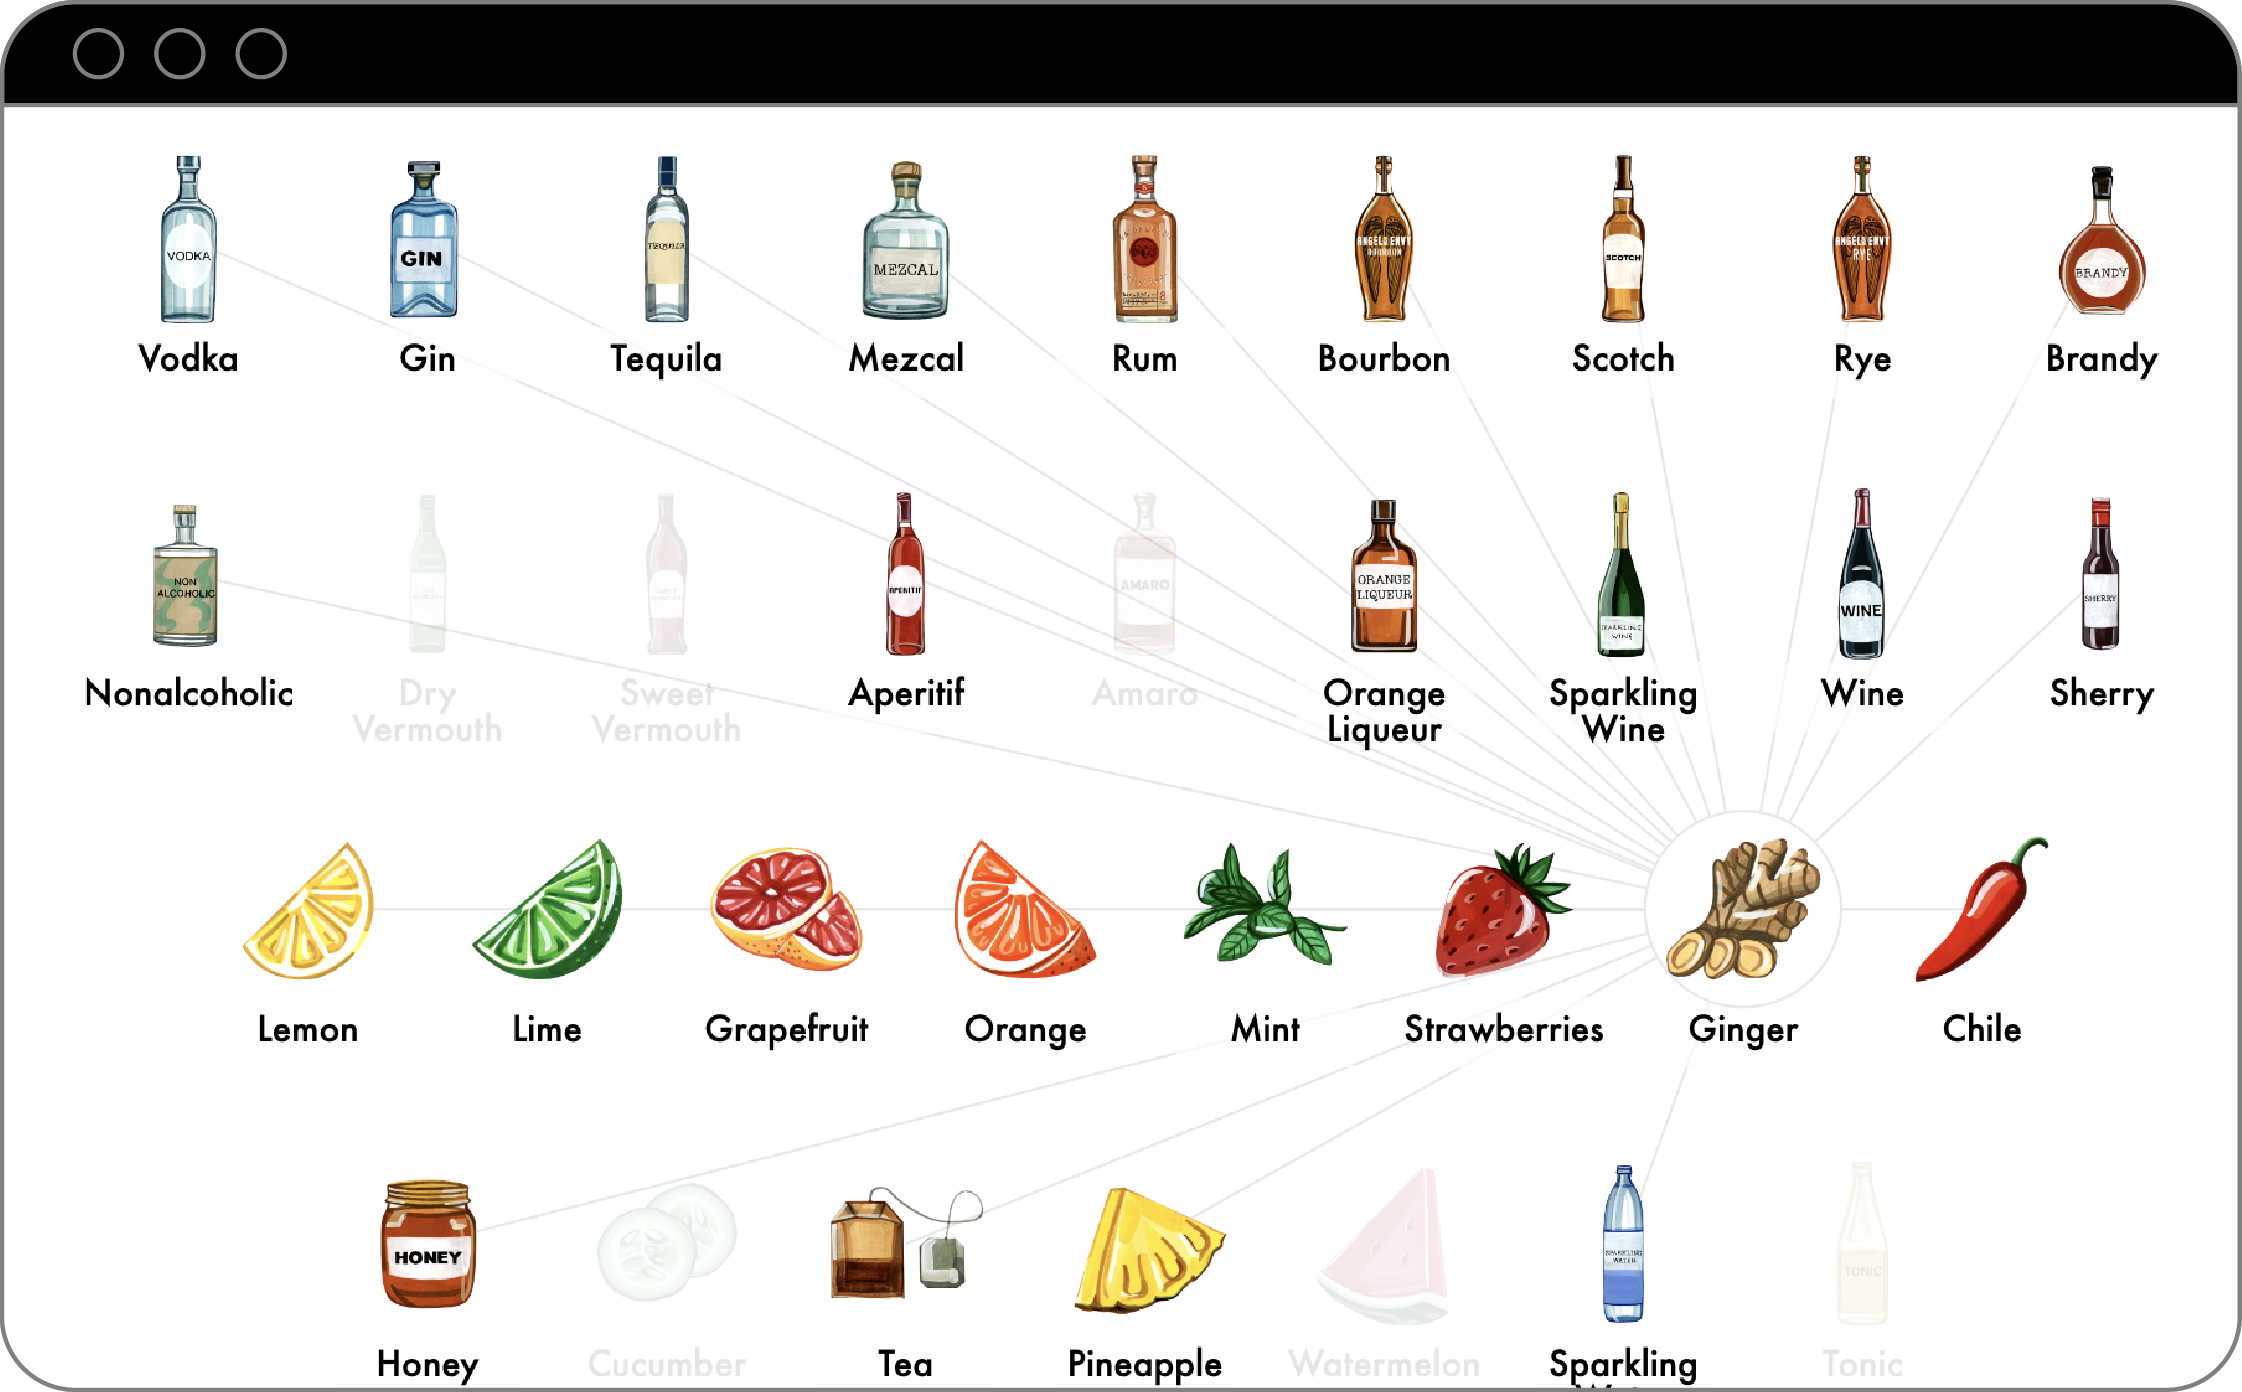 VODKA
GIN
TEQUILA
MEZCAL
ANGEL'S ENVY
BOURBON
SCOTCH
ANGEL'S ENVY
RYE
BRANDY
Vodka
Gin
Tequila
Mezcal
Rum
Bourbon
Scotch
Rye
Brandy
NON
ALCOHOLIC
APERITIF
AMARO
ORANGE
LIQUEUR
SPARKLING
WINE
WINE
SHERRY
Nonalcoholic
Dry
Vermouth
Sweet
Vermouth
Aperitif
Amaro
Orange
Liqueur
Sparkling
Wine
Wine
Sherry
Lemon
Lime
Grapefruit
Orange
Mint
Strawberries
Ginger
Chile
HONEY
SPARKLING
WATER
TONIC
Honey
Cucumber
Tea
Pineapple
Watermelon
Sparkling
Tonic